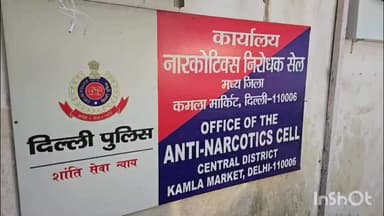 कार्यालय
नारकोटिक्स निरोधक सेल
मध्य जिला
कमला मार्किट, दिल्ली-110006
दिल्ली पुलिस
शांति सेवा न्याय
OFFICE OF THE
ANTI-NARCOTICS CELL
CENTRAL DISTRICT
KAMLA MARKET, DELHI-110006
InShOt